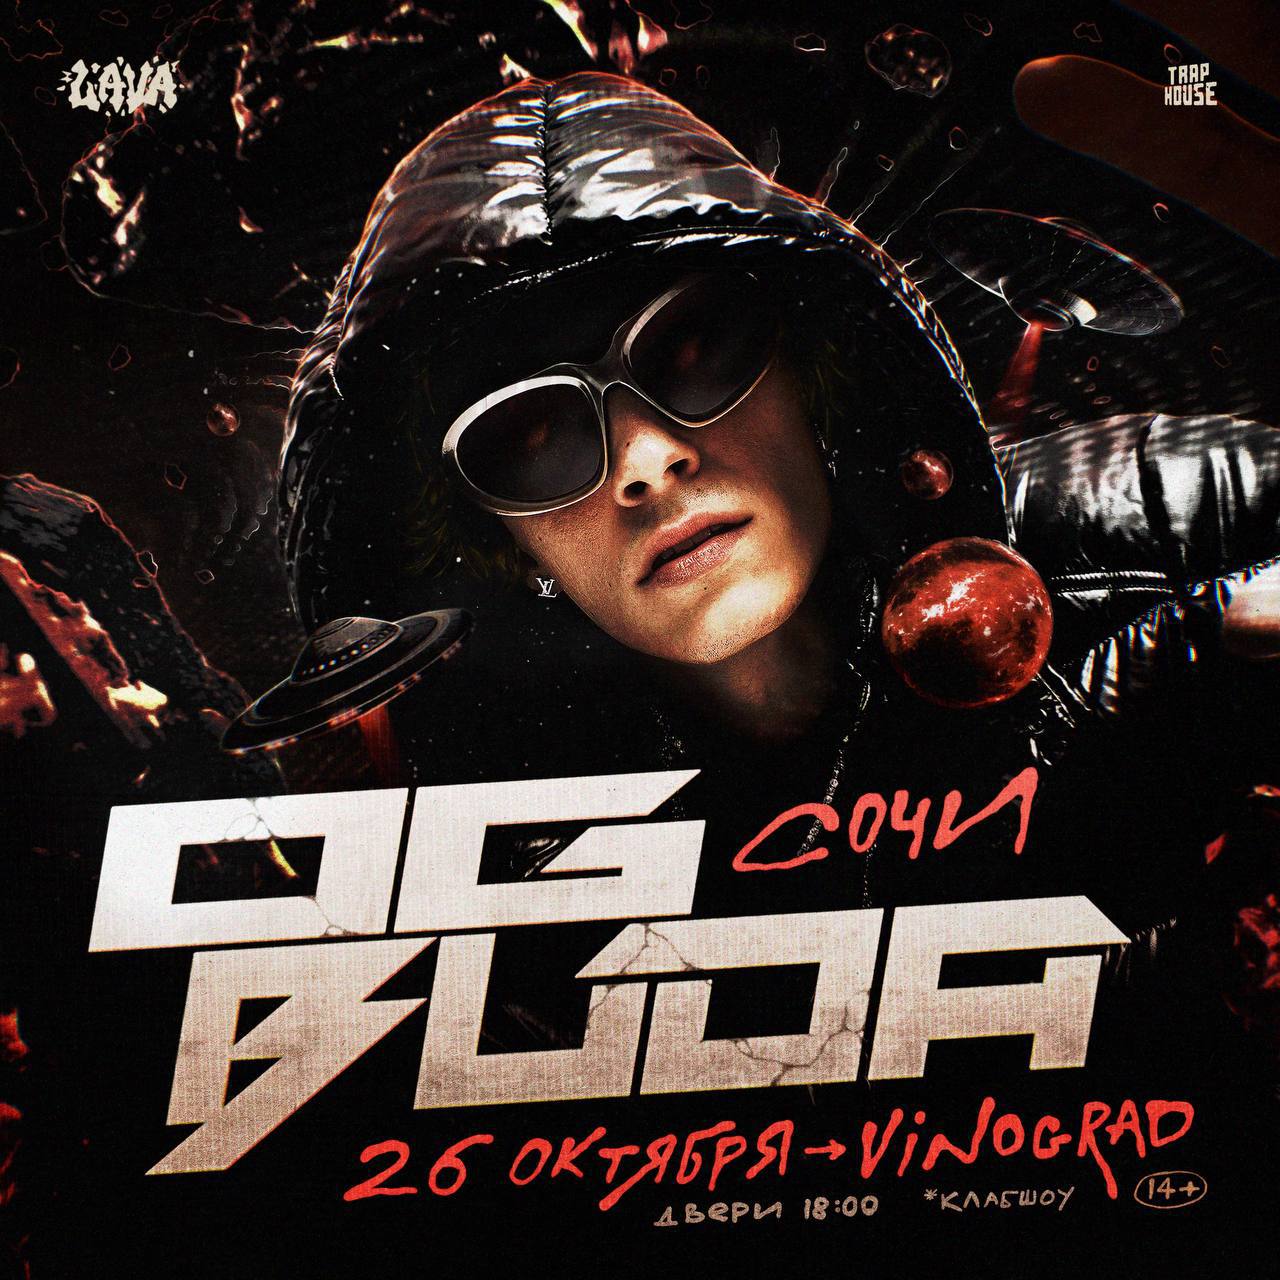 LAVA
TRAP
HOUSE
OG
СОЧИ
BUDA
26 ОКТЯБРЯ → ViNOGRAD
ДВЕРИ 18:00 *КЛАБШОУ 14+